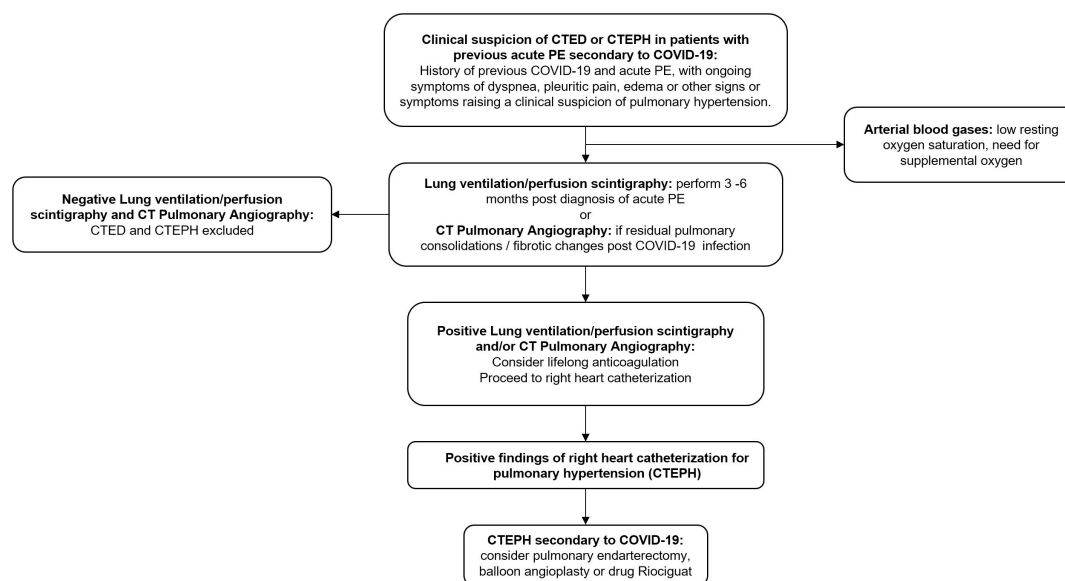 Clinical suspicion of CTED or CTEPH in patients with
previous acute PE secondary to COVID-19:
History of previous COVID-19 and acute PE, with ongoing
symptoms of dyspnea, pleuritic pain, edema or other signs or
symptoms raising a clinical suspicion of pulmonary hypertension.
Arterial blood gases: low resting
oxygen saturation, need for
supplemental oxygen
Lung ventilation/perfusion scintigraphy: perform 3 -6
months post diagnosis of acute PE
or
CT Pulmonary Angiography: if residual pulmonary
consolidations / fibrotic changes post COVID-19 infection
Negative Lung ventilation/perfusion
scintigraphy and CT Pulmonary Angiography:
CTED and CTEPH excluded
Positive Lung ventilation/perfusion scintigraphy
and/or CT Pulmonary Angiography:
Consider lifelong anticoagulation
Proceed to right heart catheterization
Positive findings of right heart catheterization for
pulmonary hypertension (CTEPH)
CTEPH secondary to COVID-19:
consider pulmonary endarterectomy,
balloon angioplasty or drug Riociguat